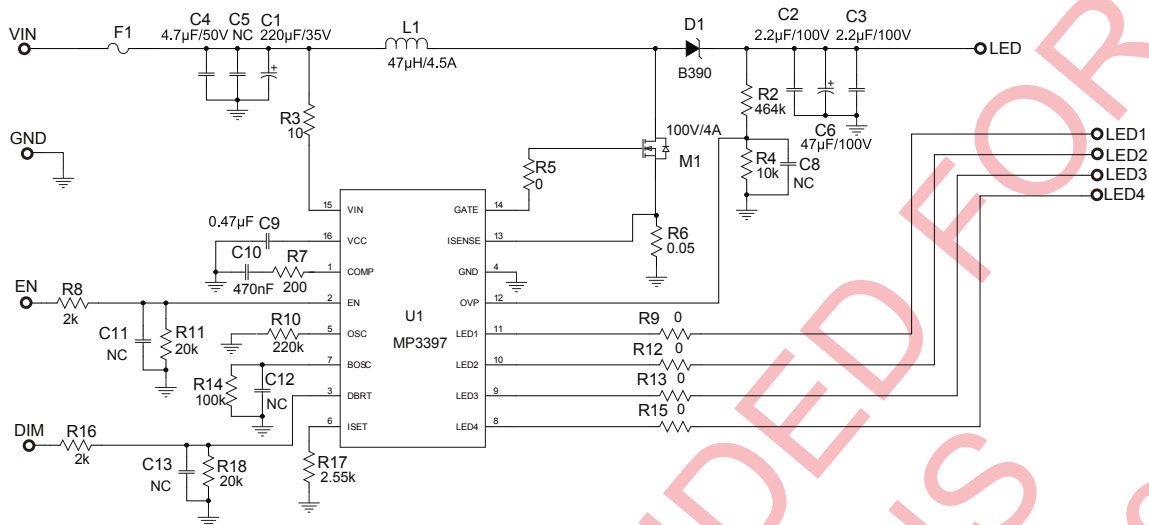 VIN
F1
C4
4.7µF/50V
C5
NC
C1
220µF/35V
L1
47µH/4.5A
D1
B390
C2
2.2µF/100V
C3
2.2µF/100V
LED
R3
10
R2
464k
+
+
C6
47µF/100V
GND
100V/4A
M1
R5
0
R4
10k
C8
NC
LED1
LED2
LED3
LED4
15 VIN
GATE 14
0.47µF
C9
16 VCC
ISENSE 13
R6
0.05
C10
470nF
R7
200
1 COMP
GND 4
EN
R8
2k
2 EN
OVP 12
C11
NC
R11
20k
R10
220k
5 OSC
U1
MP3397
LED1 11
R9 0
7 BOSC
LED2 10
R12 0
R14
100k
C12
NC
3 DBRT
LED3 9
R13 0
6 ISET
LED4 8
R15 0
DIM
R16
2k
C13
NC
R18
20k
R17
2.55k
NDED FOR
NS